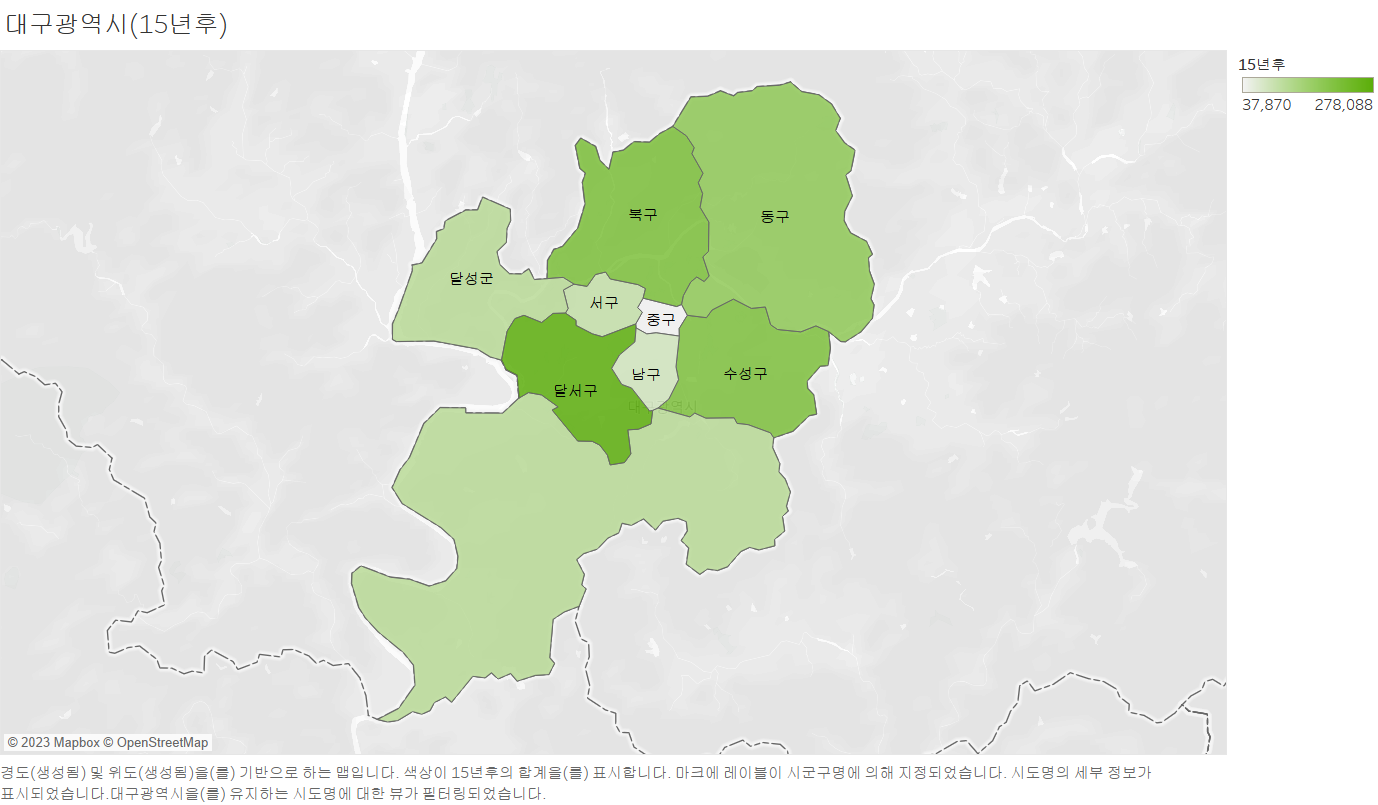 대구광역시(15년후)
15년후
37,870 278,088
북구
동구
달성군
서구
중구
남구
수성구
달서구
대구광역시
© 2023 Mapbox © OpenStreetMap
경도(생성됨) 및 위도(생성됨)을(를) 기반으로 하는 맵입니다. 색상이 15년후의 합계을(를) 표시합니다. 마크에 레이블이 시군구명에 의해 지정되었습니다. 시도명의 세부 정보가
표시되었습니다.대구광역시을(를) 유지하는 시도명에 대한 뷰가 필터링되었습니다.